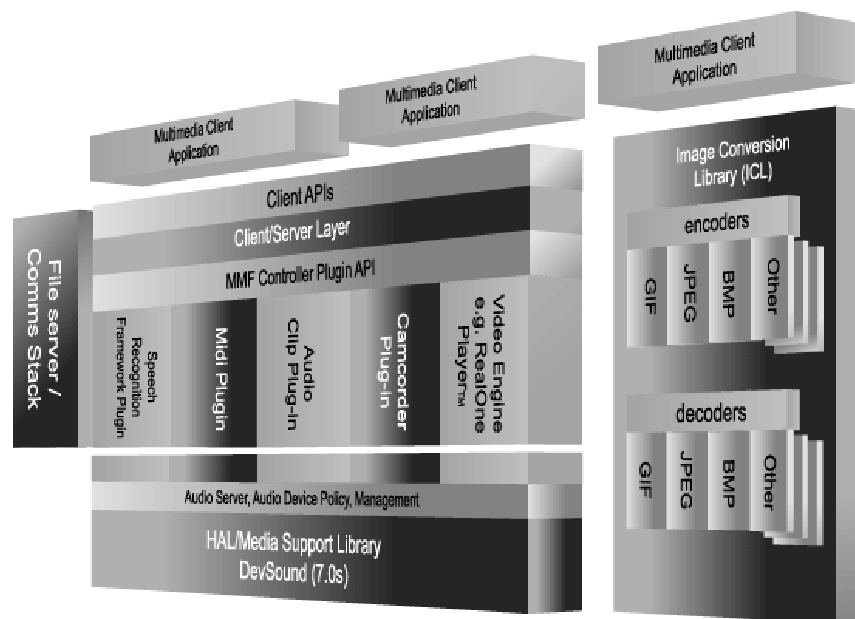 Multimedia Client
Application
Multimedia Client
Application
Multimedia Client
Application
Client APIs
Client/Server Layer
MMF Controller Plugin API
File server /
Comms Stack
Speech
Recognition
Framework Plugin
Midi Plugin
Audio
Clip Plug-In
Camcorder
Plug-in
Video Engine
e.g. RealOne
Player™
Audio Server, Audio Device Policy, Management
HAL/Media Support Library
DevSound (7.0s)
Image Conversion
Library (ICL)
encoders
GIF
JPEG
BMP
Other
decoders
GIF
JPEG
BMP
Other